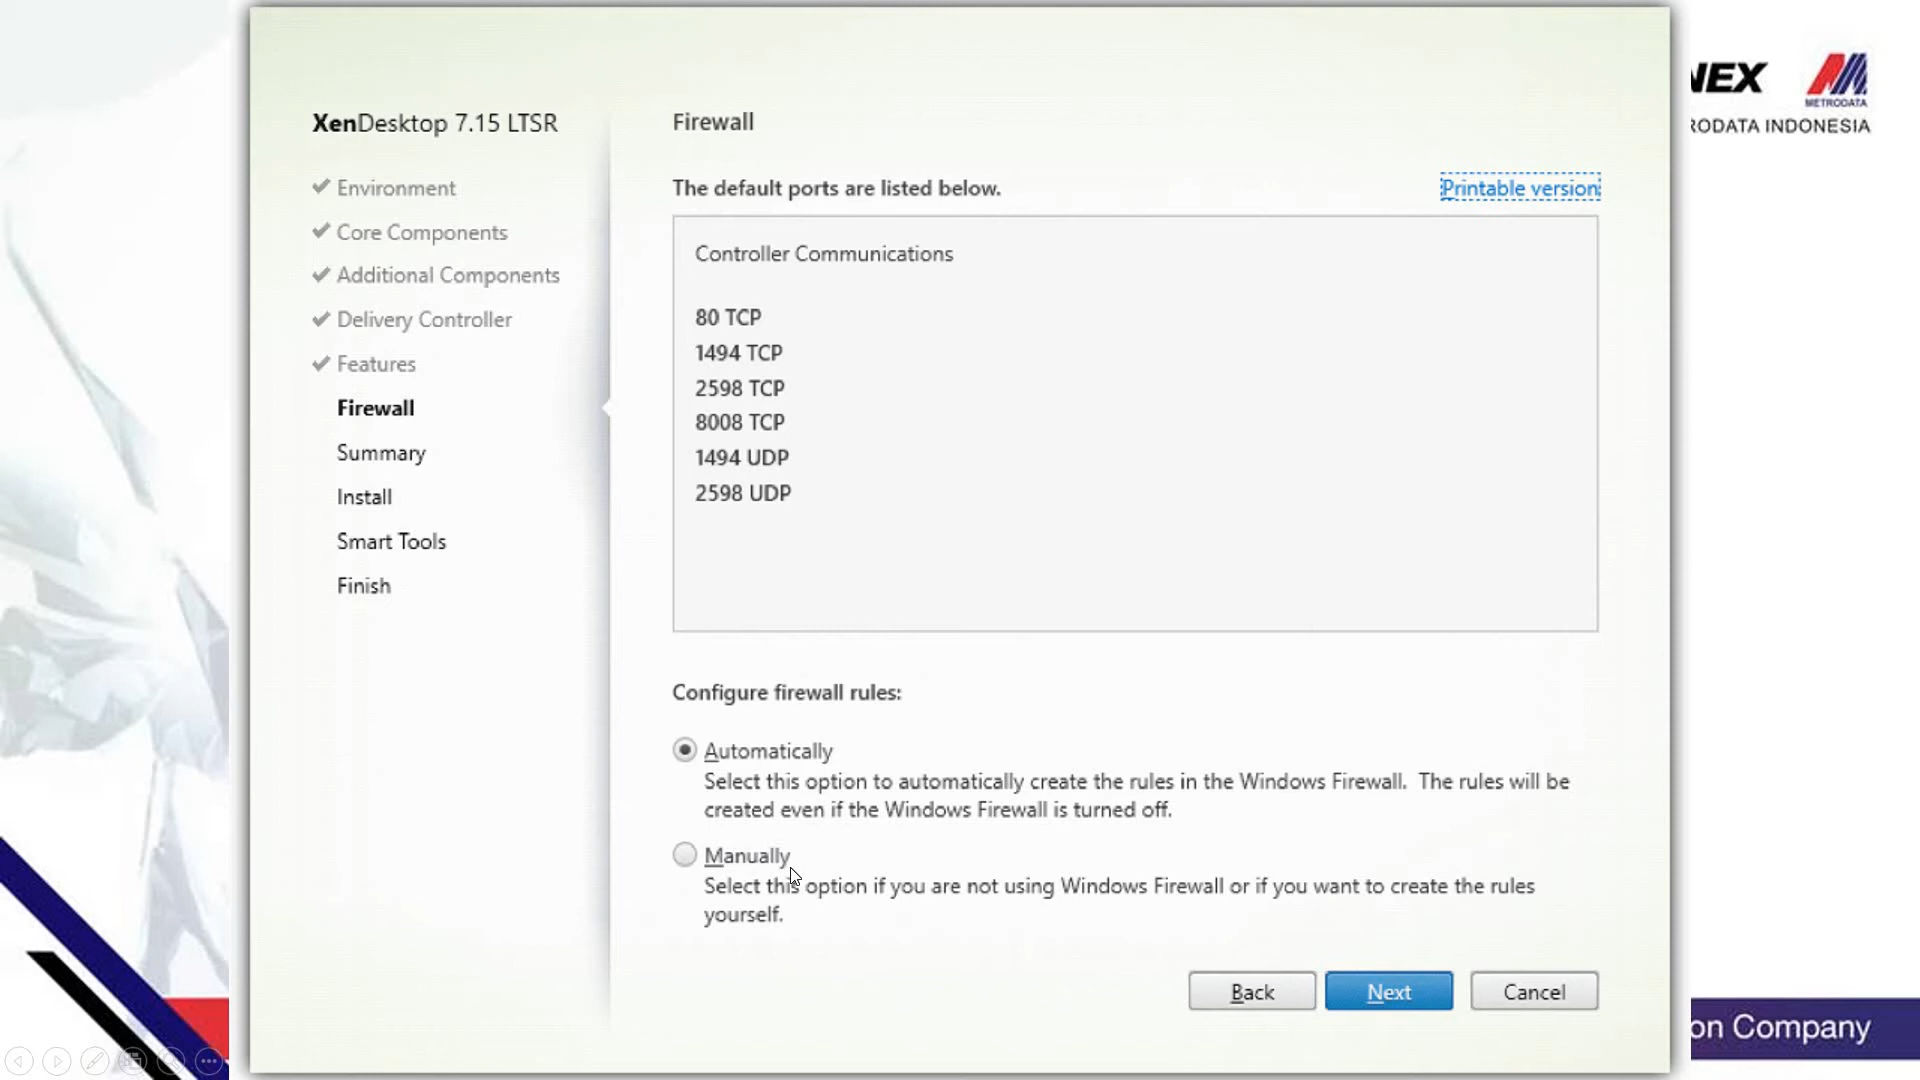 XenDesktop 7.15 LTSR
Environment
Core Components
Additional Components
Delivery Controller
Features
Firewall
Summary
Install
Smart Tools
Finish
Firewall
The default ports are listed below.
Printable version
Controller Communications
80 TCP
1494 TCP
2598 TCP
8008 TCP
1494 UDP
2598 UDP
Configure firewall rules:
Automatically
Select this option to automatically create the rules in the Windows Firewall. The rules will be
created even if the Windows Firewall is turned off.
Manually
Select this option if you are not using Windows Firewall or if you want to create the rules
yourself.
Back
Next
Cancel
NEX
METRODATA
RODATA INDONESIA
on Company